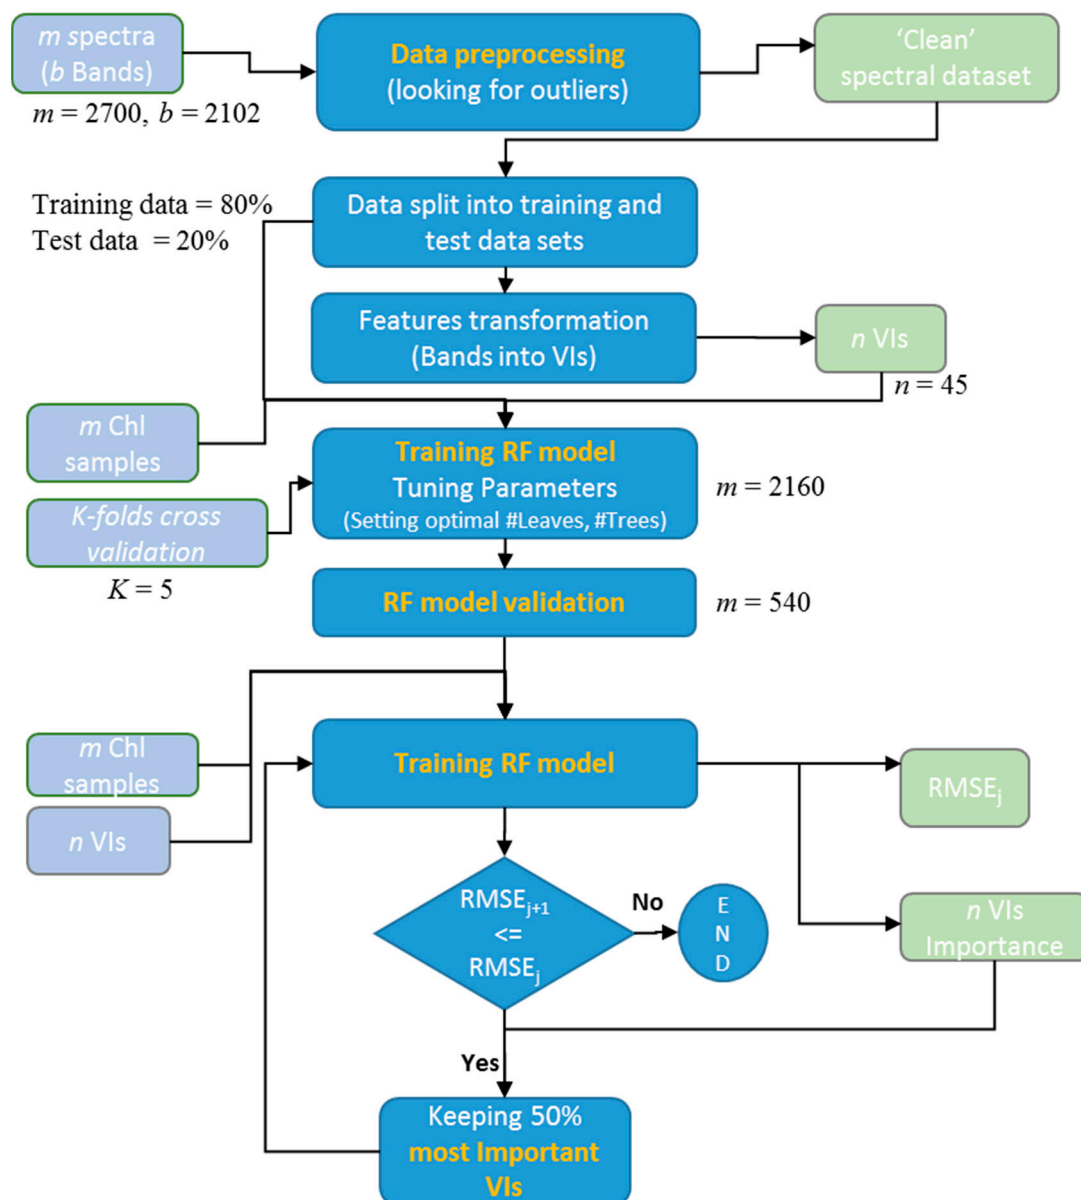 m spectra
(b Bands)
m = 2700, b = 2102
Data preprocessing
(looking for outliers)
‘Clean’
spectral dataset
Training data = 80%
Test data = 20%
Data split into training and
test data sets
Features transformation
(Bands into VIs)
n VIs
n = 45
m Chl
samples
K-folds cross
validation
K = 5
Training RF model
Tuning Parameters
(Setting optimal #Leaves, #Trees)
m = 2160
RF model validation
m = 540
m Chl
samples
n VIs
Training RF model
RMSEj
RMSEj+1
<=
RMSEj
No
E
N
D
n VIs
Importance
Yes
Keeping 50%
most Important
VIs